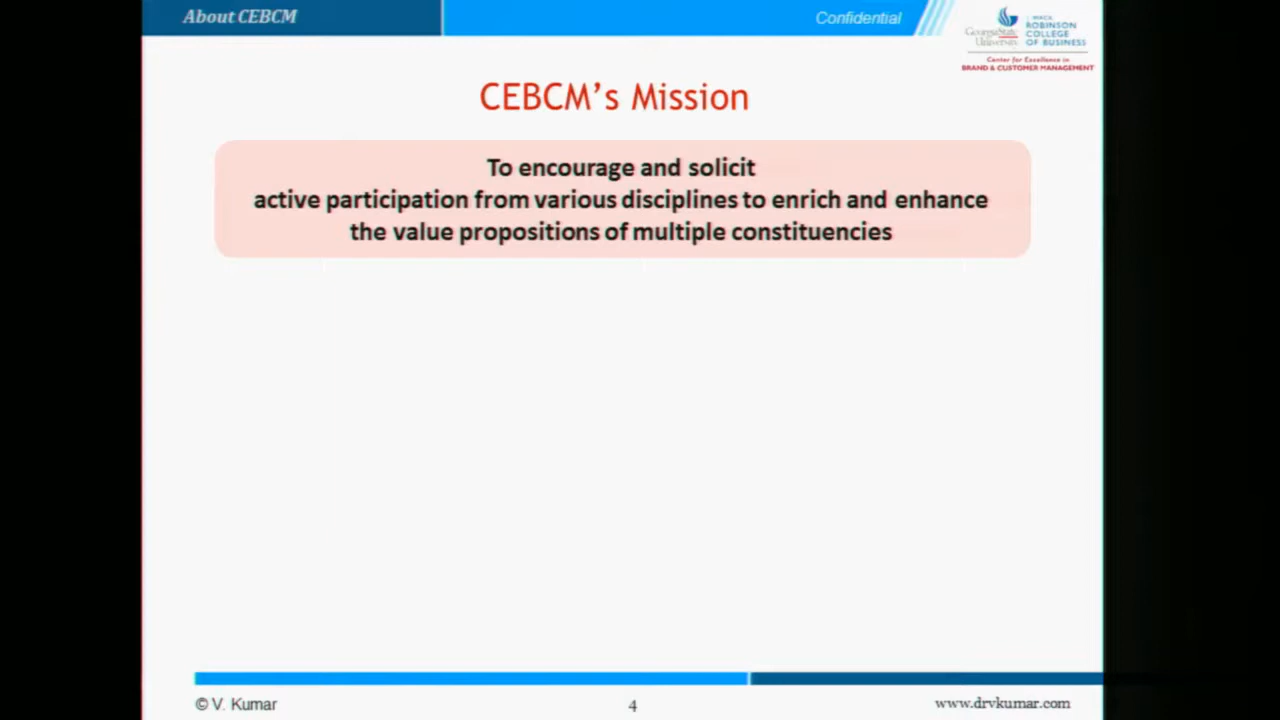 About CEBCM
Confidential
J. MACK
ROBINSON
COLLEGE
OF BUSINESS
GeorgiaState
University
Center for Excellence in
BRAND & CUSTOMER MANAGEMENT
CEBCM's Mission
To encourage and solicit
active participation from various disciplines to enrich and enhance
the value propositions of multiple constituencies
© V. Kumar
4
www.drvkumar.com